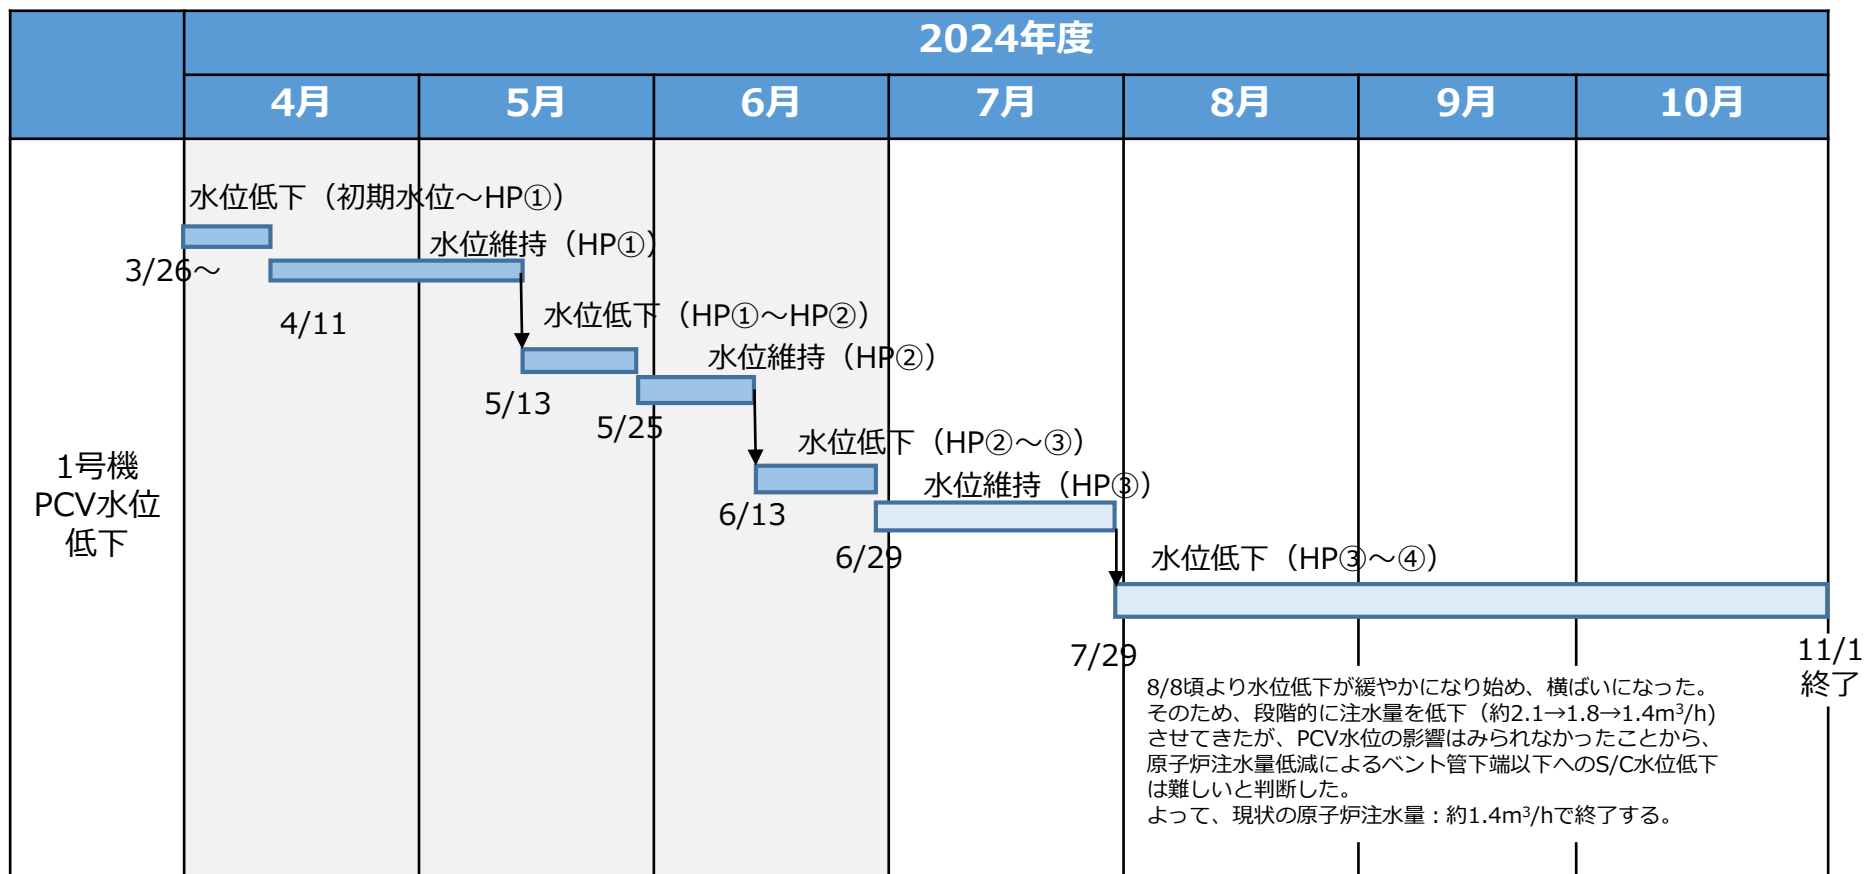 2024年度
4月
5月
6月
7月
8月
9月
10月
1号機
PCV水位
低下
水位低下（初期水位～HP①）
3/26～
水位維持（HP①）
4/11
水位低下（HP①～HP②）
5/13
水位維持（HP②）
5/25
水位低下（HP②～③）
6/13
水位維持（HP③）
6/29
水位低下（HP③～④）
7/29
11/1
終了
8/8頃より水位低下が緩やかになり始め、横ばいになった。
そのため、段階的に注水量を低下（約2.1→1.8→1.4m³/h)
させてきたが、PCV水位の影響はみられなかったことから、
原子炉注水量低減によるベント管下端以下へのS/C水位低下
は難しいと判断した。
よって、現状の原子炉注水量：約1.4m³/hで終了する。